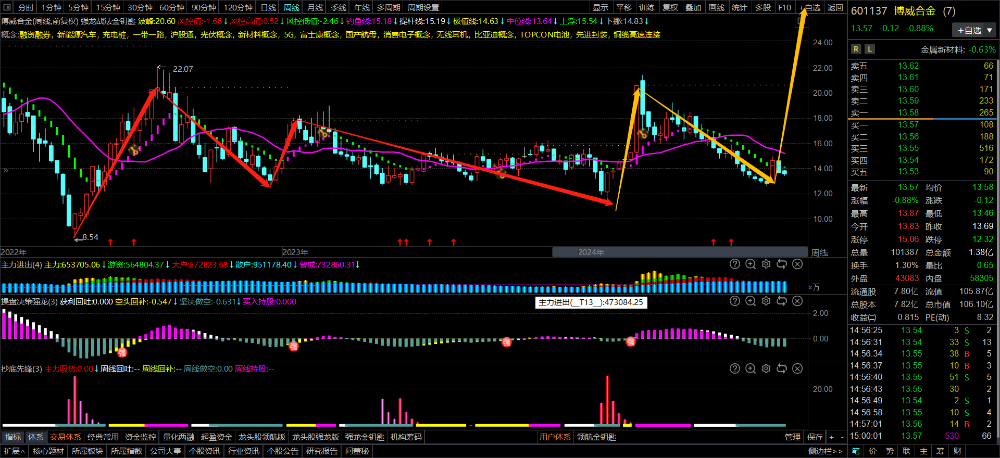 分时 1分钟 5分钟 15分钟 30分钟 60分钟 90分钟 120分钟 日线 周线 月线 季线 年线 多周期 周期设置 显示 平移 训练 复权 叠加 画线 统计 多股 F10 +自选 返回
博威合金(周线,前复权) 强龙战法金钥匙 波峰:20.60 风控值:-1.66↓ 风控高值:0.52↓ 风控低值:-2.46↓ 钓鱼线:15.18↓ 提杆线:15.19↓ 极值线:14.63↓ 中位线:13.64↓ 上浮:15.54↓ 下挪:14.83↓
概念:融资融券，新能源汽车，充电桩，一带一路，沪股通，光伏概念，新材料概念，5G，富士康概念，国产航母，消费电子概念，无线耳机，比亚迪概念，TOPCON电池，先进封装，铜缆高速连接
24.00
22.07
22.00
20.00
18.00
16.00
14.00
12.00
10.00
8.54
»
2022年 2023年 2024年 周线
主力进出(4) 主力:653705.06↓ 游资:564804.37↓ 大户:672823.68↓ 散户:951178.40↓ 警戒:732860.31↓
×万
操盘决策强龙(3) 获利回吐:0.000 空头回补:-0.547↓ 坚决做空:-0.631↓ 买入持股:0.000
主力进出(__T13__):473084.25
2.00
0.00
强 强 强 强
抄底先锋(3) 主力吸货:0.00↓ 周线回吐:-- 周线回补:-- 周线做空:0.00 周线持股:--
20.00
指标 体系 交易体系 经典常用 资金监控 量化两融 超盈资金 龙头股领航版 龙头股强龙版 强龙金钥匙 机构筹码 用户体系 领航金钥匙 管理 保存 + -
扩展∧ 核心题材 所属板块 所属指数 公司大事 个股资讯 行业资讯 个股公告 研究报告 问董秘 侧边栏>>
601137 博威合金 (7)
13.57 -0.12 -0.88% +自选 ▼
R L 金属新材料: -0.63%
卖五 13.62 66
卖四 13.61 71
卖三 13.60 171
卖二 13.59 233
卖一 13.58 265
买一 13.57 108
买二 13.56 188
买三 13.55 516
买四 13.54 172
买五 13.53 90
最新 13.57 均价 13.58
涨幅 -0.88% 涨跌 -0.12
最高 13.87 最低 13.46
今开 13.83 昨收 13.69
涨停 15.06 跌停 12.32
总量 101387 总金额 1.38亿
换手 1.30% 量比 0.65
外盘 43083 内盘 58305
流通股 7.80亿 流值 105.87亿
总股本 7.82亿 总市值 106.10亿
收益㈡ 0.815 PE(动) 8.32
14:56:25 13.54 3 S 2
14:56:31 13.54 33 S 13
14:56:34 13.55 38 B 5
14:56:37 13.55 10 B 3
14:56:40 13.55 51 S 5
14:56:43 13.55 30 2
14:56:49 13.54 2 S 1
14:56:58 13.55 10 S 4
14:57:01 13.56 14 B 2
15:00:01 13.57 530 66
笔 价 势 联 主 筹 财